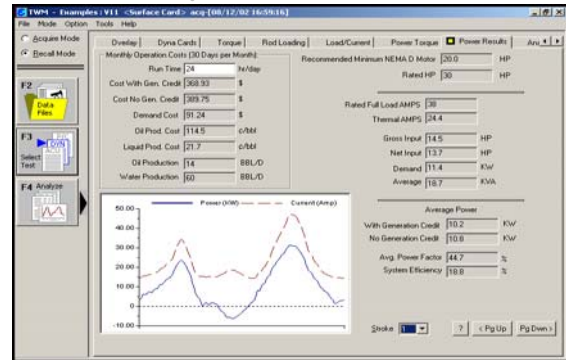 TWM - Examples : V11 <Surface Card> acq-[08/12/02 16:59:16]
File Mode Option Tools Help
Acquire Mode
Recall Mode
F2
Data Files
F3
Select Test
F4 Analyze
Overlay Dyna Cards Torque Rod Loading Load/Current Power Torque Power Results
Monthly Operation Costs (30 Days per Month)
Run Time 24 hr/day
Cost With Gen. Credit 368.93 $
Cost No Gen. Credit 389.75 $
Demand Cost 91.24 $
Oil Prod. Cost 114.5 c/bbl
Liquid Prod. Cost 21.7 c/bbl
Oil Production 14 BBL/D
Water Production 60 BBL/D
Recommended Minimum NEMA D Motor 20.0 HP
Rated HP 30 HP
Rated Full Load AMPS 38
Thermal AMPS 24.4
Gross Input 14.5 HP
Net Input 13.7 HP
Demand 11.4 KW
Average 18.7 KVA
Average Power
With Generation Credit 10.2 KW
No Generation Credit 10.8 KW
Avg. Power Factor 44.7 %
System Efficiency 18.8 %
Power (KW) Current (Amp)
50.00
40.00
30.00
20.00
10.00
0
-10.00
Stroke 1 ? < Pg Up Pg Dwn >